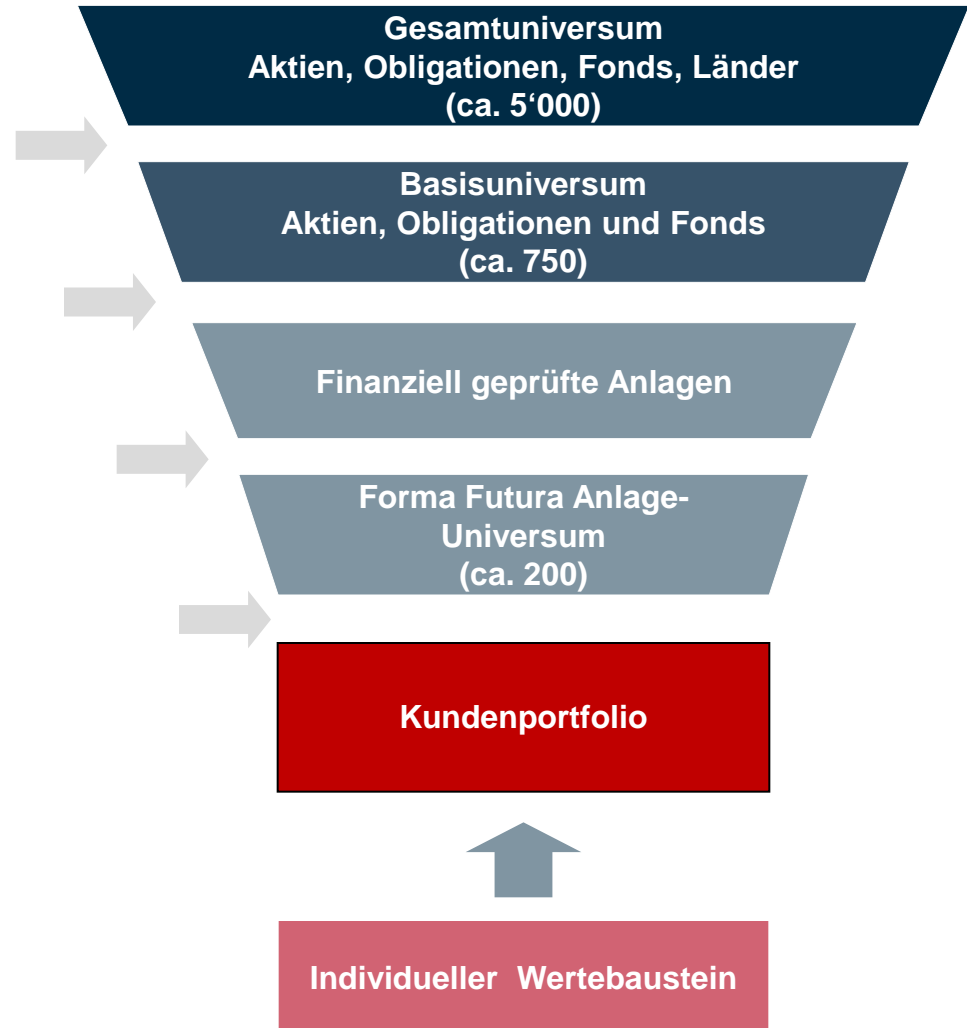 Gesamtuniversum
Aktien, Obligationen, Fonds, Länder
(ca. 5‘000)
Basisuniversum
Aktien, Obligationen und Fonds
(ca. 750)
Finanziell geprüfte Anlagen
Forma Futura Anlage-
Universum
(ca. 200)
Kundenportfolio
Individueller Wertebaustein